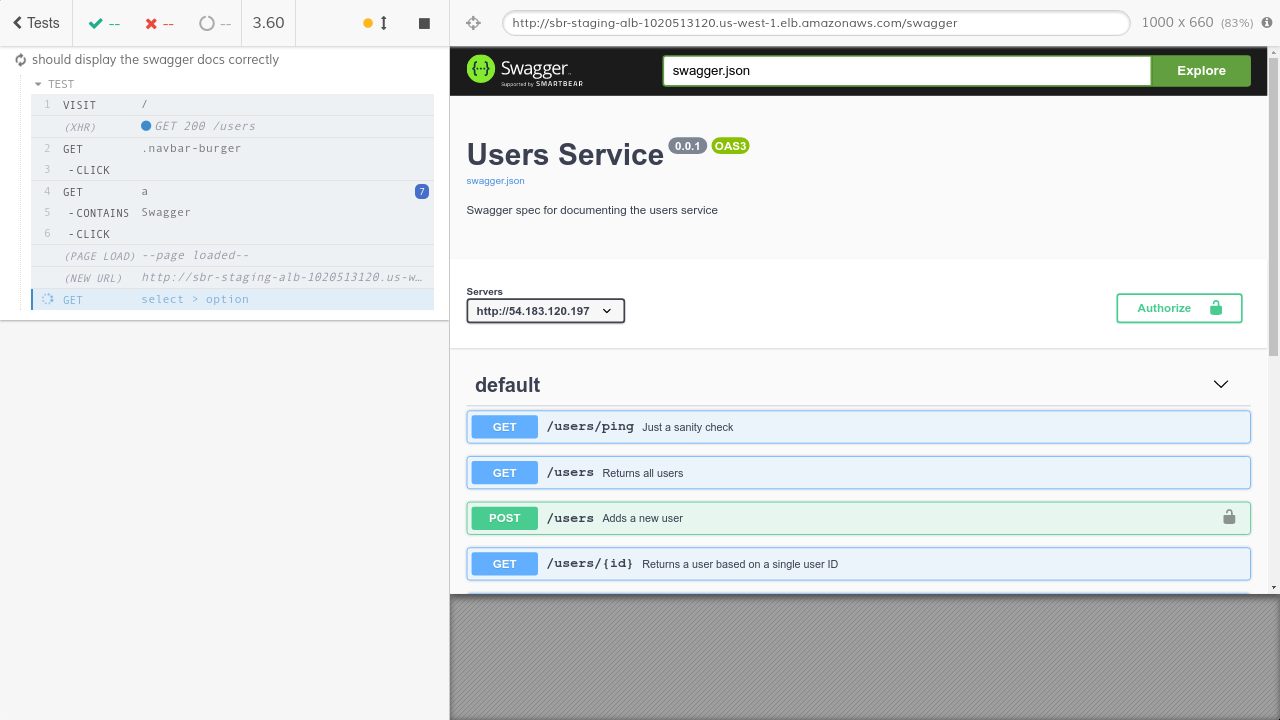 Tests -- -- -- 3.60
should display the swagger docs correctly
TEST
1 VISIT /
(XHR) GET 200 /users
2 GET .navbar-burger
3 -CLICK
4 GET a 7
5 -CONTAINS Swagger
6 -CLICK
(PAGE LOAD) --page loaded--
(NEW URL) http://sbr-staging-alb-1020513120.us-w…
GET select > option
http://sbr-staging-alb-1020513120.us-west-1.elb.amazonaws.com/swagger
1000 x 660 (83%)
{··} Swagger
Supported by SMARTBEAR
swagger.json
Explore
Users Service 0.0.1 OAS3
swagger.json
Swagger spec for documenting the users service
Servers
http://54.183.120.197
Authorize
default
GET /users/ping Just a sanity check
GET /users Returns all users
POST /users Adds a new user
GET /users/{id} Returns a user based on a single user ID